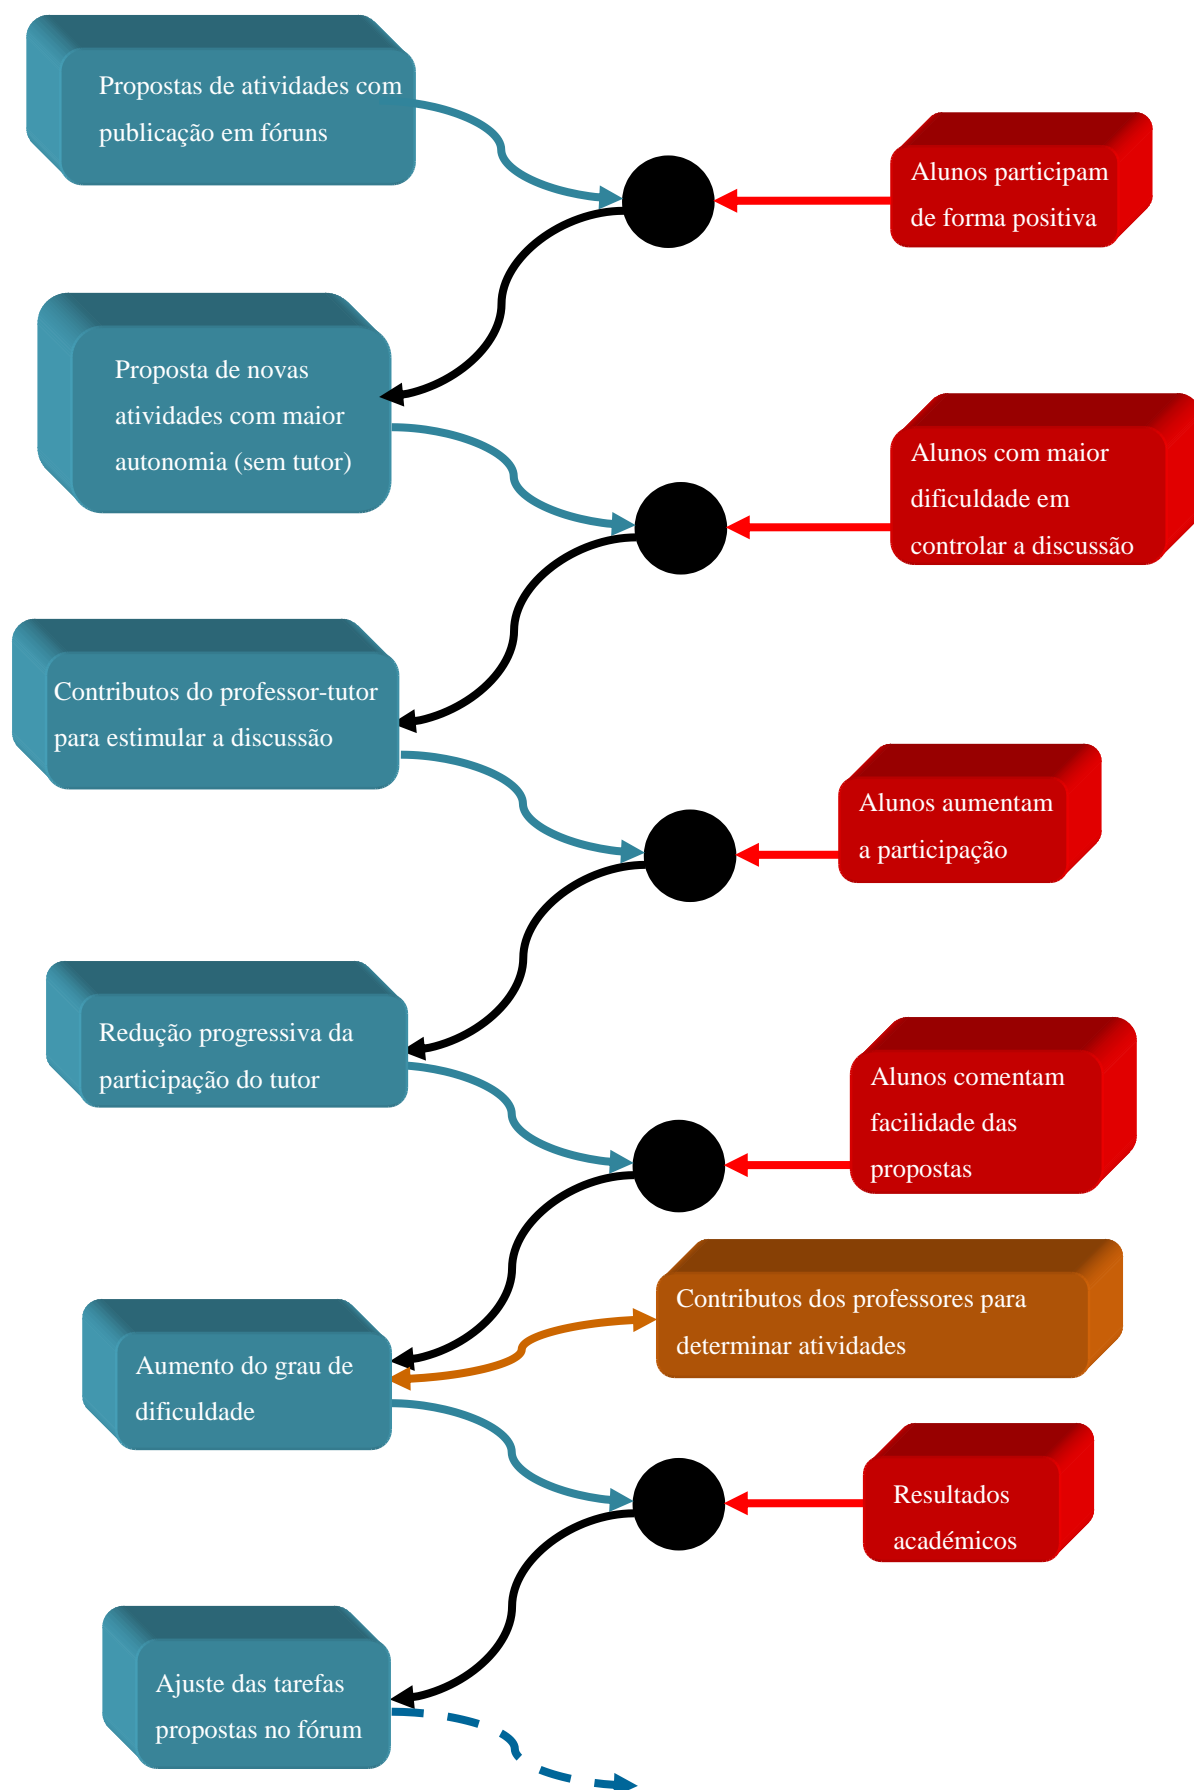 Propostas de atividades com
publicação em fóruns
Alunos participam
de forma positiva
Proposta de novas
atividades com maior
autonomia (sem tutor)
Alunos com maior
dificuldade em
controlar a discussão
Contributos do professor-tutor
para estimular a discussão
Alunos aumentam
a participação
Redução progressiva da
participação do tutor
Alunos comentam
facilidade das
propostas
Contributos dos professores para
determinar atividades
Aumento do grau de
dificuldade
Resultados
académicos
Ajuste das tarefas
propostas no fórum